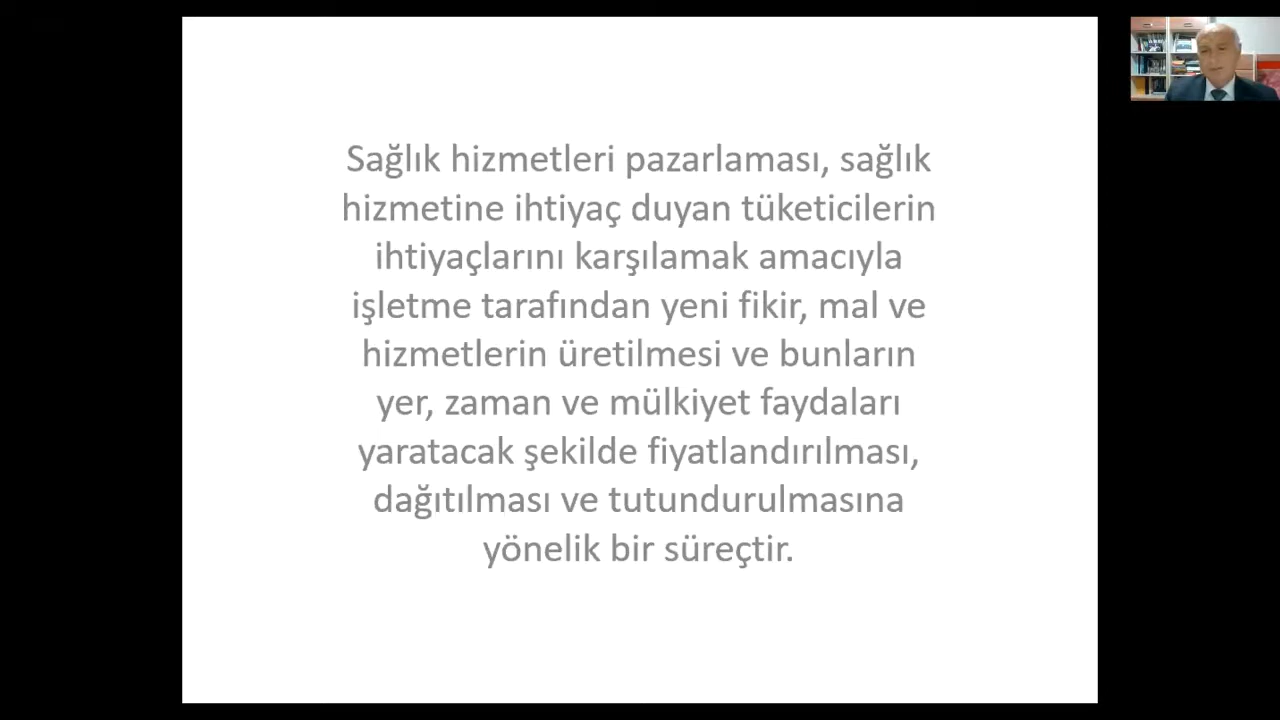 Sağlık hizmetleri pazarlaması, sağlık
hizmetine ihtiyaç duyan tüketicilerin
ihtiyaçlarını karşılamak amacıyla
işletme tarafından yeni fikir, mal ve
hizmetlerin üretilmesi ve bunların
yer, zaman ve mülkiyet faydaları
yaratacak şekilde fiyatlandırılması,
dağıtılması ve tutundurulmasına
yönelik bir süreçtir.